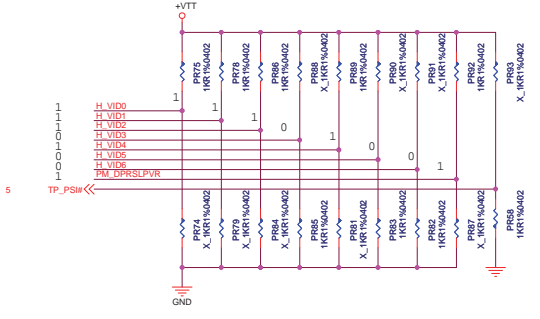 +VTT
PR75
1KR1%0402
PR78
1KR1%0402
PR86
1KR1%0402
PR88
X_1KR1%0402
PR89
1KR1%0402
PR90
X_1KR1%0402
PR91
X_1KR1%0402
PR92
1KR1%0402
PR93
X_1KR1%0402
1 H_VID0 1
1 H_VID1 1
1 H_VID2 1
0 H_VID3 0
1 H_VID4 1
0 H_VID5 0
0 H_VID6 0
1 PM_DPRSLPVR 1
5 TP_PSI#
PR74
X_1KR1%0402
PR79
X_1KR1%0402
PR84
X_1KR1%0402
PR85
1KR1%0402
PR81
X_1KR1%0402
PR83
1KR1%0402
PR82
1KR1%0402
PR87
X_1KR1%0402
PR58
1KR1%0402
GND